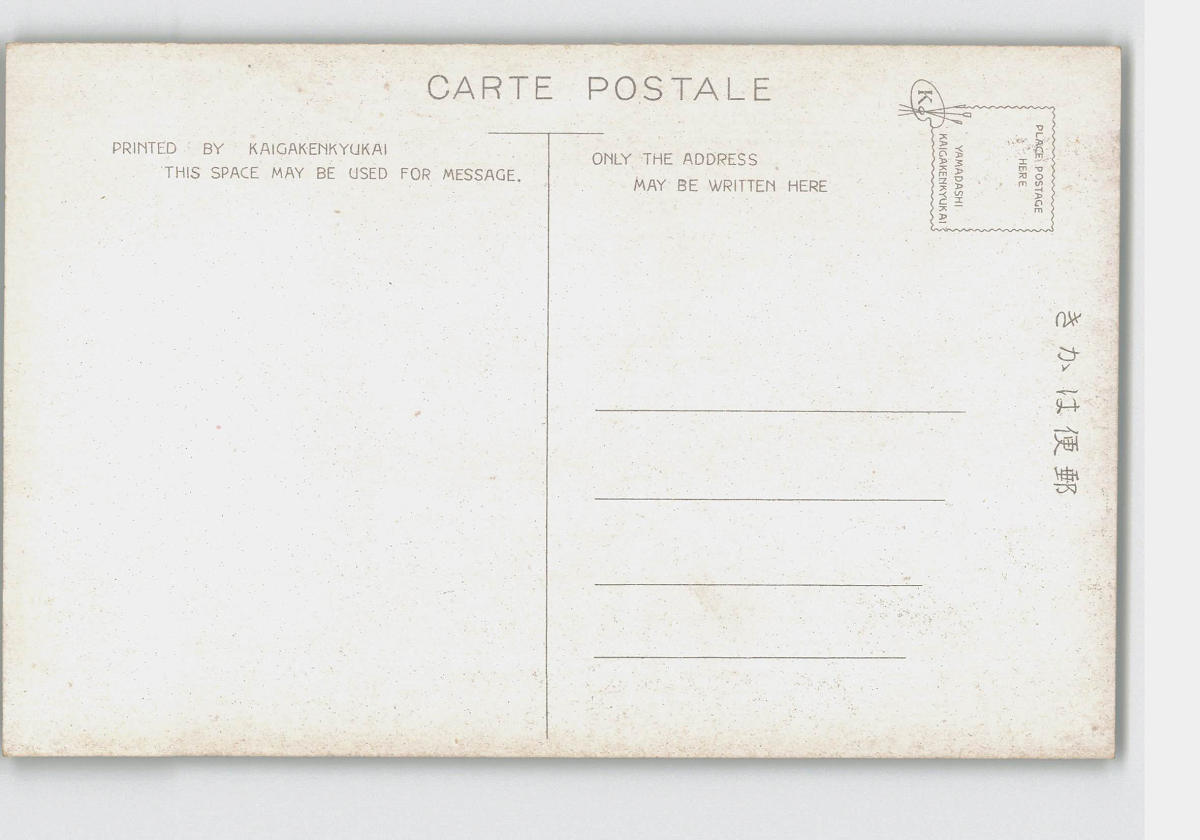 CARTE POSTALE
PRINTED BY KAIGAKENKYUKAI
THIS SPACE MAY BE USED FOR MESSAGE.
ONLY THE ADDRESS
MAY BE WRITTEN HERE
K
PLACE POSTAGE
HERE
YAMADASHI
KAIGAKENKYUKAI
きかは便郵